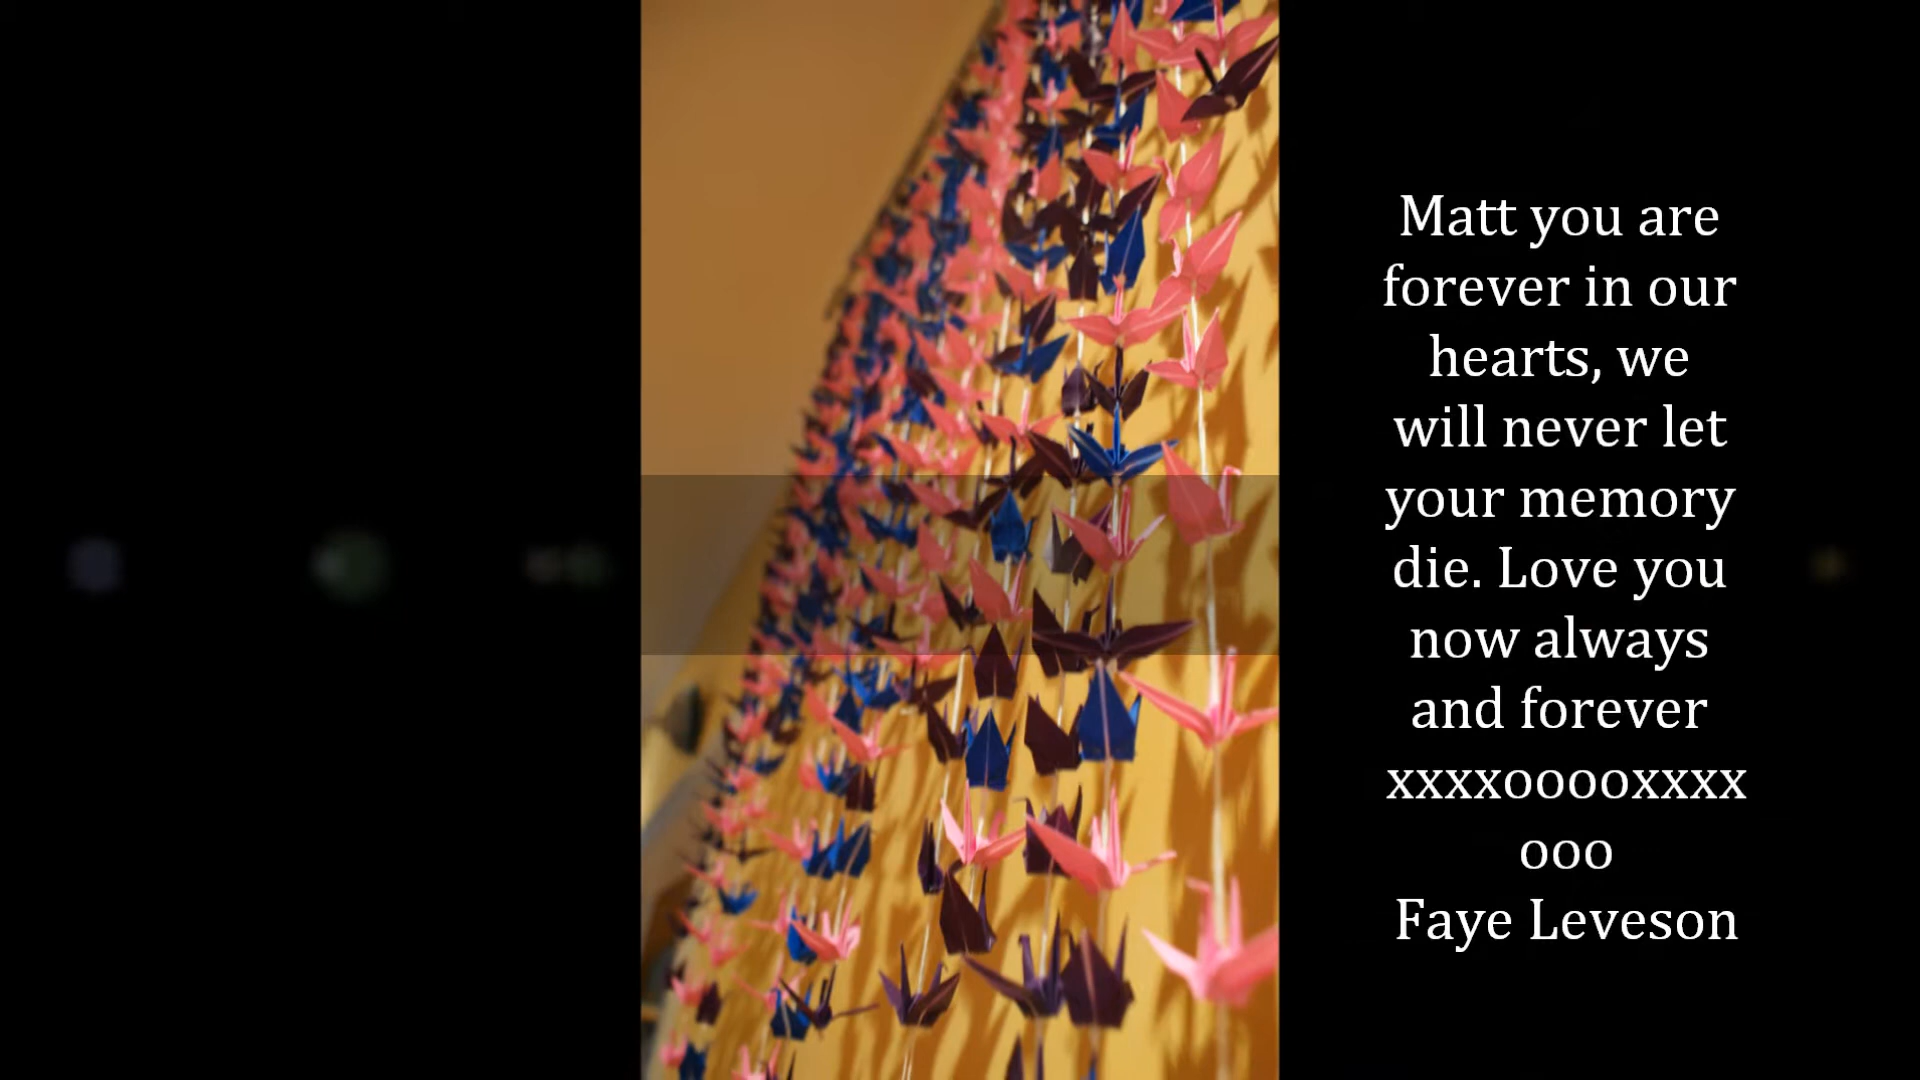 Matt you are
forever in our
hearts, we
will never let
your memory
die. Love you
now always
and forever
xxxxooooxxxx
ooo
Faye Leveson